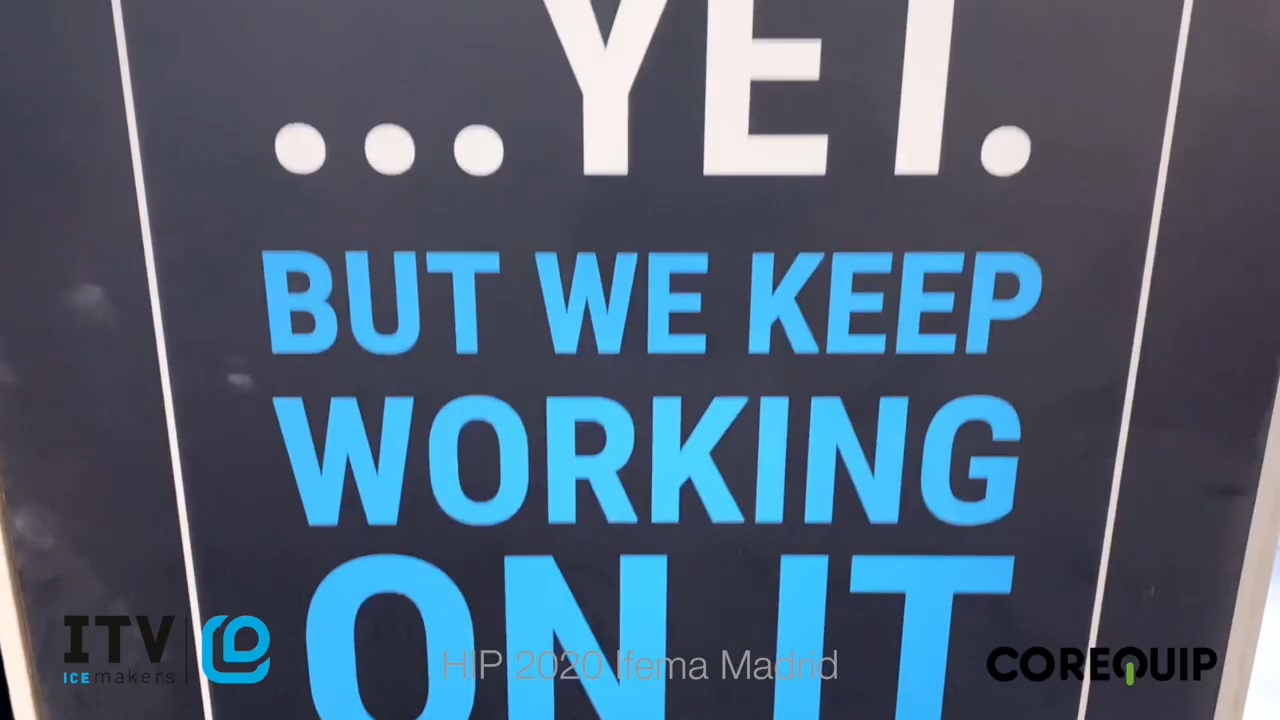 ...YET.
BUT WE KEEP
WORKING
ON IT
ITV
ICEmakers
HIP 2020 Ifema Madrid
COREQUIP